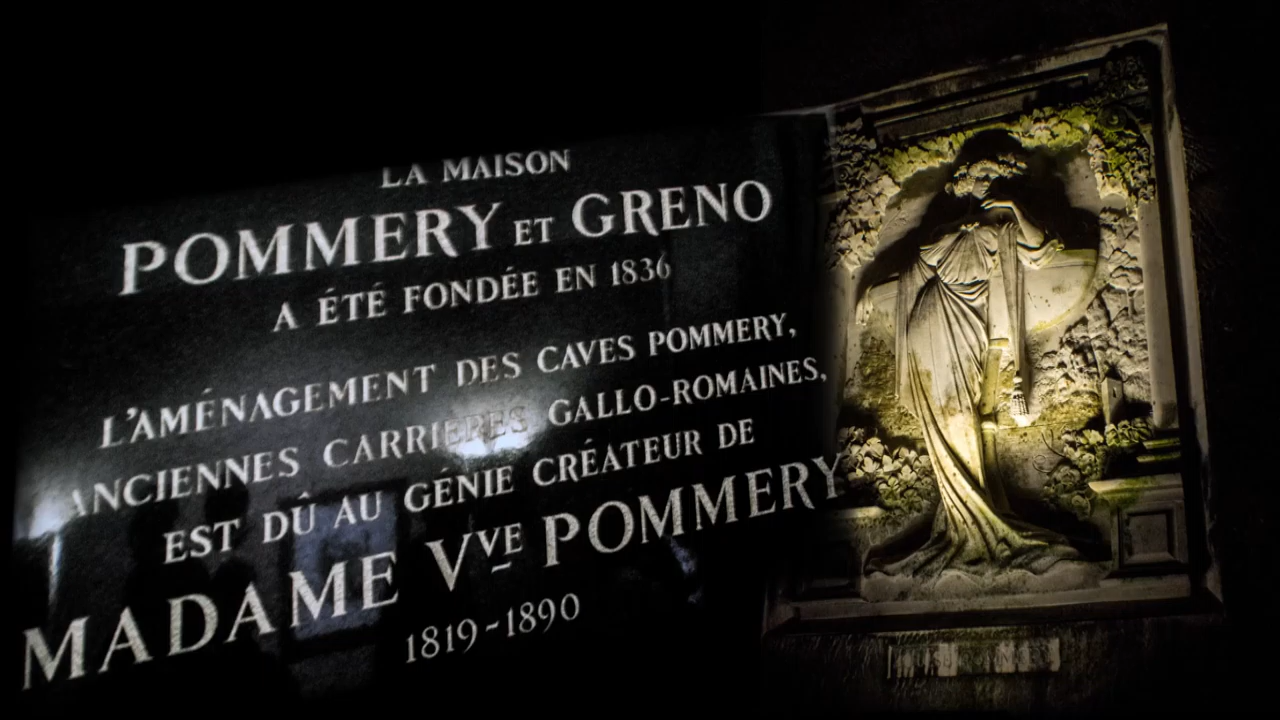 LA MAISON
POMMERY ET GRENO
A ÉTÉ FONDÉE EN 1836
L'AMÉNAGEMENT DES CAVES POMMERY,
ANCIENNES CARRIÈRES GALLO-ROMAINES,
EST DÛ AU GÉNIE CRÉATEUR DE
MADAME VVE POMMERY
1819-1890